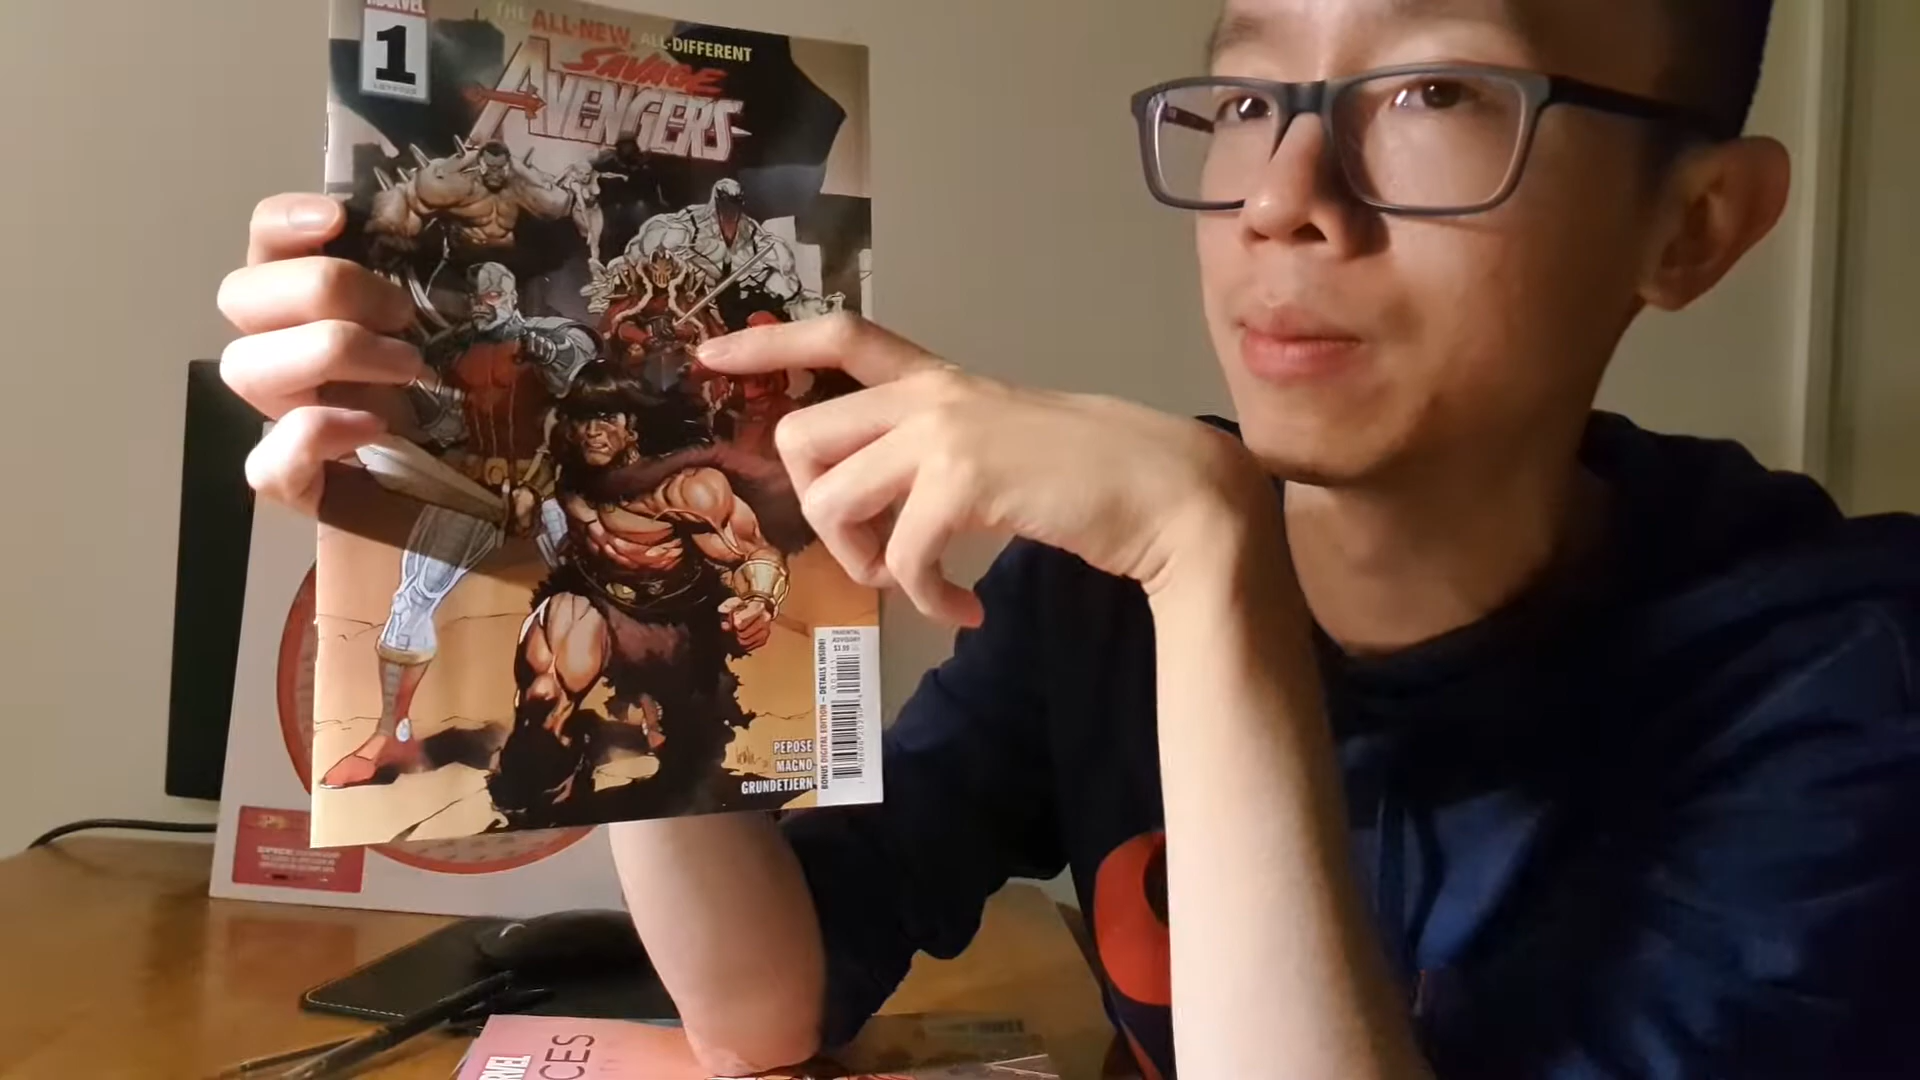 MARVEL
1
THE
ALL-NEW, ALL-DIFFERENT
SAVAGE
AVENGERS
PARENTAL
ADVISORY
$3.99
BONUS DIGITAL EDITION – DETAILS INSIDE!
PEPOSE
MAGNO
GRUNDETJERN
MARVEL
CES